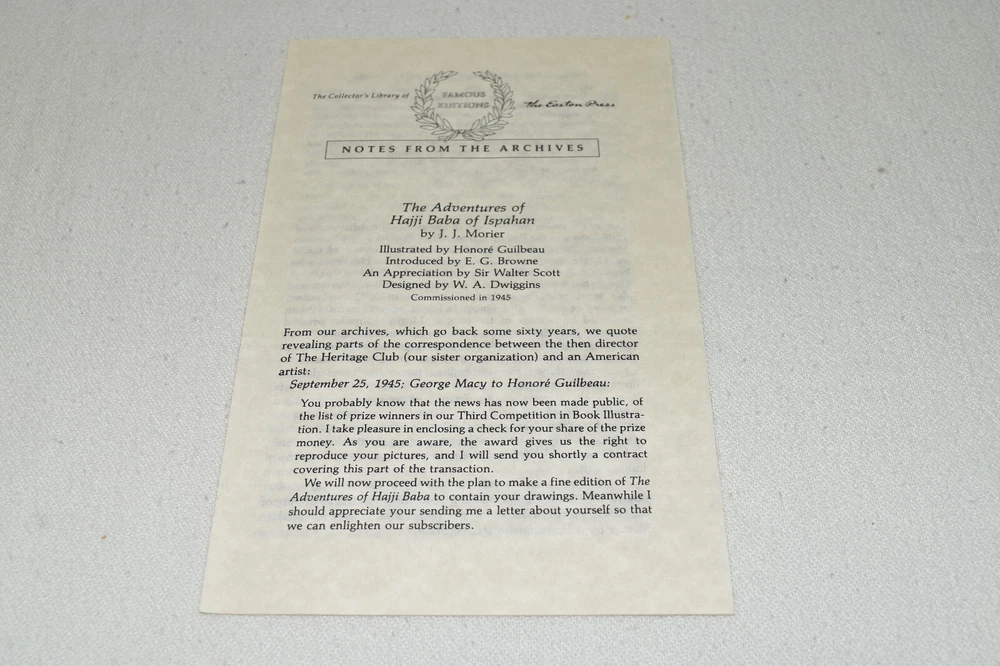 The Collector's Library of
FAMOUS
EDITIONS
The Easton Press
NOTES FROM THE ARCHIVES
The Adventures of
Hajji Baba of Ispahan
by J. J. Morier
Illustrated by Honoré Guilbeau
Introduced by E. G. Browne
An Appreciation by Sir Walter Scott
Designed by W. A. Dwiggins
Commissioned in 1945
From our archives, which go back some sixty years, we quote
revealing parts of the correspondence between the then director
of The Heritage Club (our sister organization) and an American
artist:
September 25, 1945; George Macy to Honoré Guilbeau:
You probably know that the news has now been made public, of
the list of prize winners in our Third Competition in Book Illustra-
tion. I take pleasure in enclosing a check for your share of the prize
money. As you are aware, the award gives us the right to
reproduce your pictures, and I will send you shortly a contract
covering this part of the transaction.
We will now proceed with the plan to make a fine edition of The
Adventures of Hajji Baba to contain your drawings. Meanwhile I
should appreciate your sending me a letter about yourself so that
we can enlighten our subscribers.